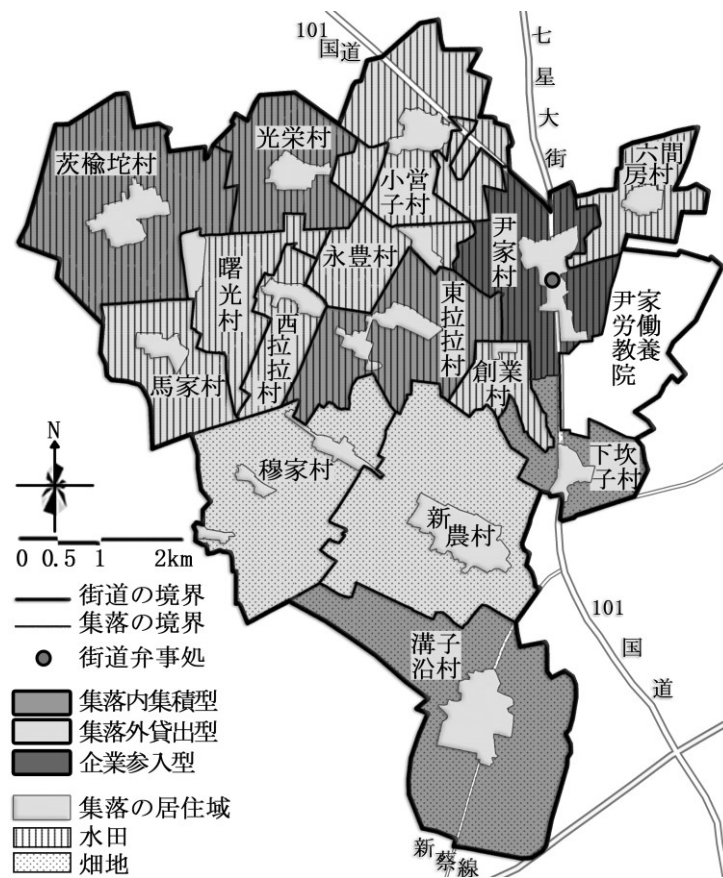 101
国道
七星大街
茨楡坨村
光栄村
小営
子村
六間
房村
尹家村
永豊村
曙光村
西拉拉村
東拉拉村
創業
村
家働養
尹労教院
馬家村
下坎
子村
穆家村
新
農村
溝子
沿村
101
国
道
新蔡線
N
0 0.5 1 2km
街道の境界
集落の境界
街道弁事処
集落内集積型
集落外貸出型
企業参入型
集落の居住域
水田
畑地